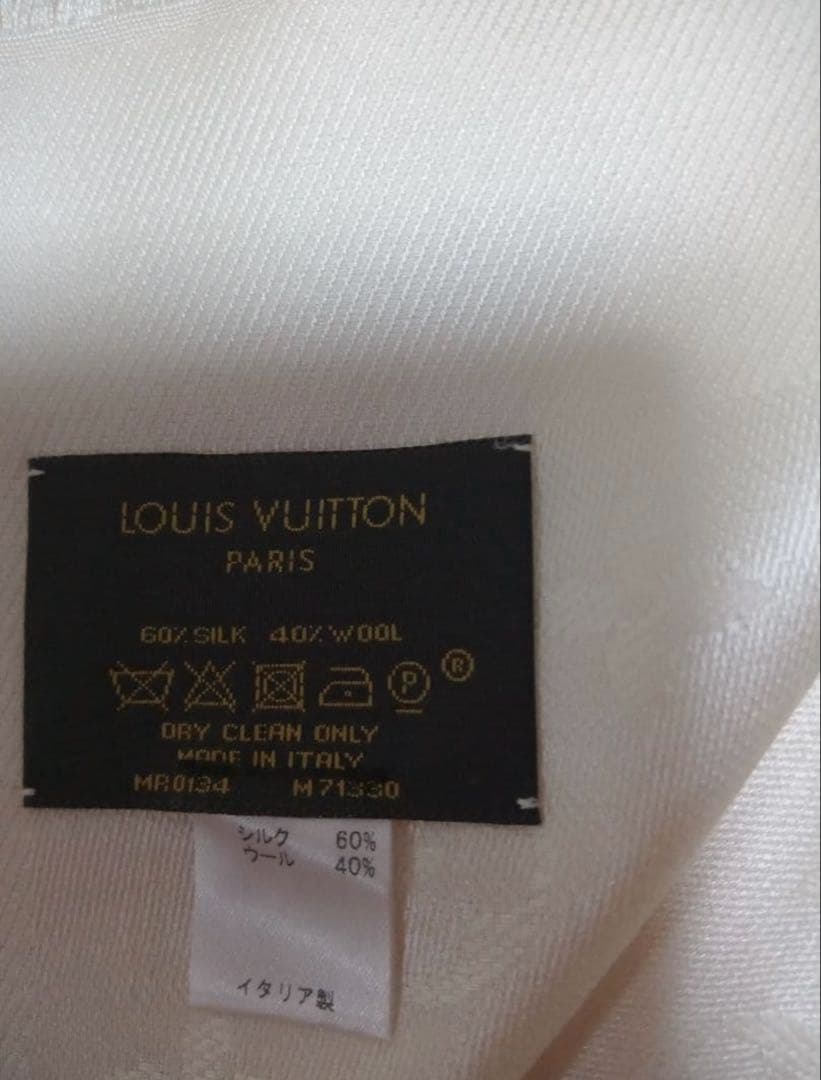 LOUIS VUITTON
PARIS
60% SILK 40% WOOL
P ®
DRY CLEAN ONLY
MADE IN ITALY
MR0134 M71330
シルク 60%
ウール 40%
イタリア製